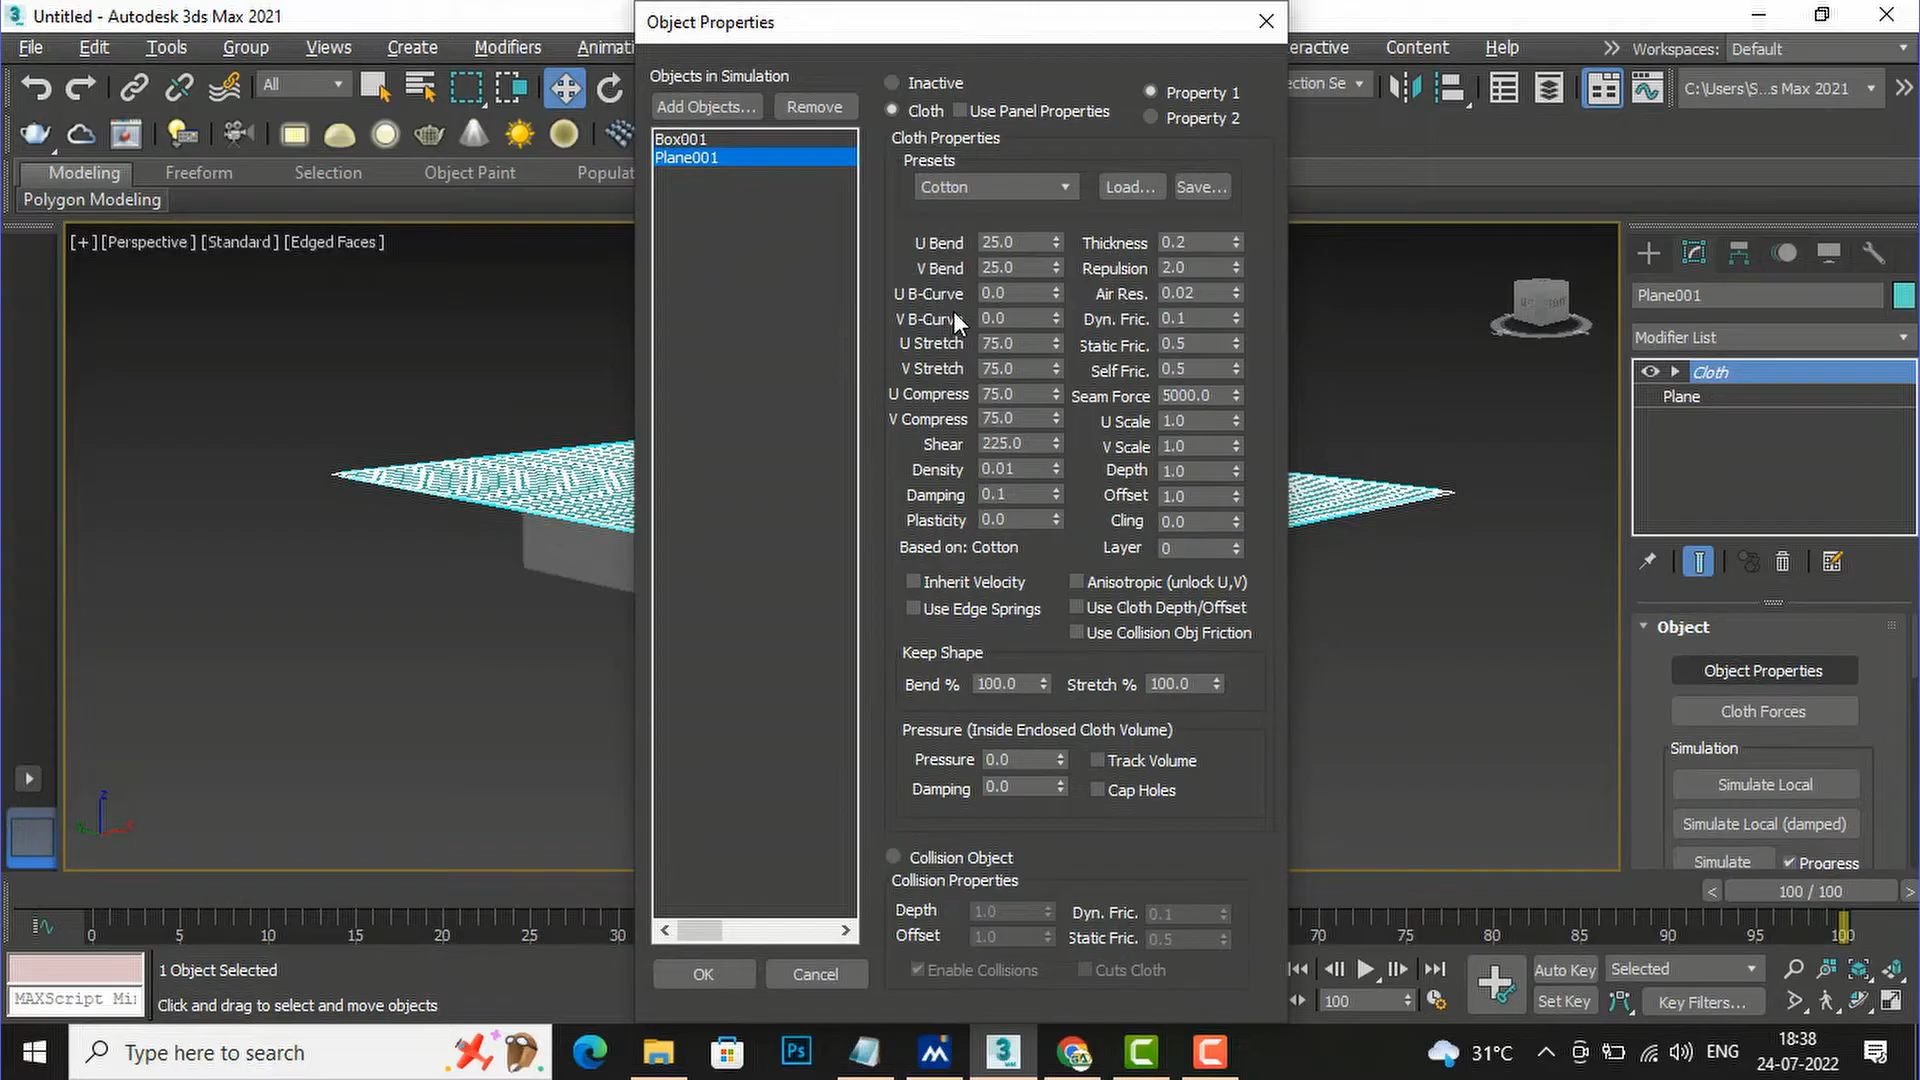 Untitled - Autodesk 3ds Max 2021
Object Properties
File Edit Tools Group Views Create Modifiers Animati
eractive Content Help Workspaces: Default
All
ection Se
C:\Users\S...s Max 2021
Modeling Freeform Selection Object Paint Populat
Polygon Modeling
[+] [Perspective] [Standard] [Edged Faces]
Objects in Simulation
Add Objects... Remove
Box001
Plane001
OK Cancel
Inactive
Cloth Use Panel Properties
Property 1
Property 2
Cloth Properties
Presets
Cotton Load... Save...
U Bend 25.0 Thickness 0.2
V Bend 25.0 Repulsion 2.0
U B-Curve 0.0 Air Res. 0.02
V B-Curv 0.0 Dyn. Fric. 0.1
U Stretch 75.0 Static Fric. 0.5
V Stretch 75.0 Self Fric. 0.5
U Compress 75.0 Seam Force 5000.0
V Compress 75.0 U Scale 1.0
Shear 225.0 V Scale 1.0
Density 0.01 Depth 1.0
Damping 0.1 Offset 1.0
Plasticity 0.0 Cling 0.0
Based on: Cotton Layer 0
Inherit Velocity Anisotropic (unlock U,V)
Use Edge Springs Use Cloth Depth/Offset
Use Collision Obj Friction
Keep Shape
Bend % 100.0 Stretch % 100.0
Pressure (Inside Enclosed Cloth Volume)
Pressure 0.0 Track Volume
Damping 0.0 Cap Holes
Collision Object
Collision Properties
Depth 1.0 Dyn. Fric. 0.1
Offset 1.0 Static Fric. 0.5
Enable Collisions Cuts Cloth
Plane001
Modifier List
Cloth
Plane
Object
Object Properties
Cloth Forces
Simulation
Simulate Local
Simulate Local (damped)
Simulate Progress
100 / 100
0 5 10 15 20 25 30 70 75 80 85 90 95 100
MAXScript Mi
1 Object Selected
Click and drag to select and move objects
100
Auto Key Selected
Set Key Key Filters...
Type here to search
Ps
31°C ENG
18:38
24-07-2022